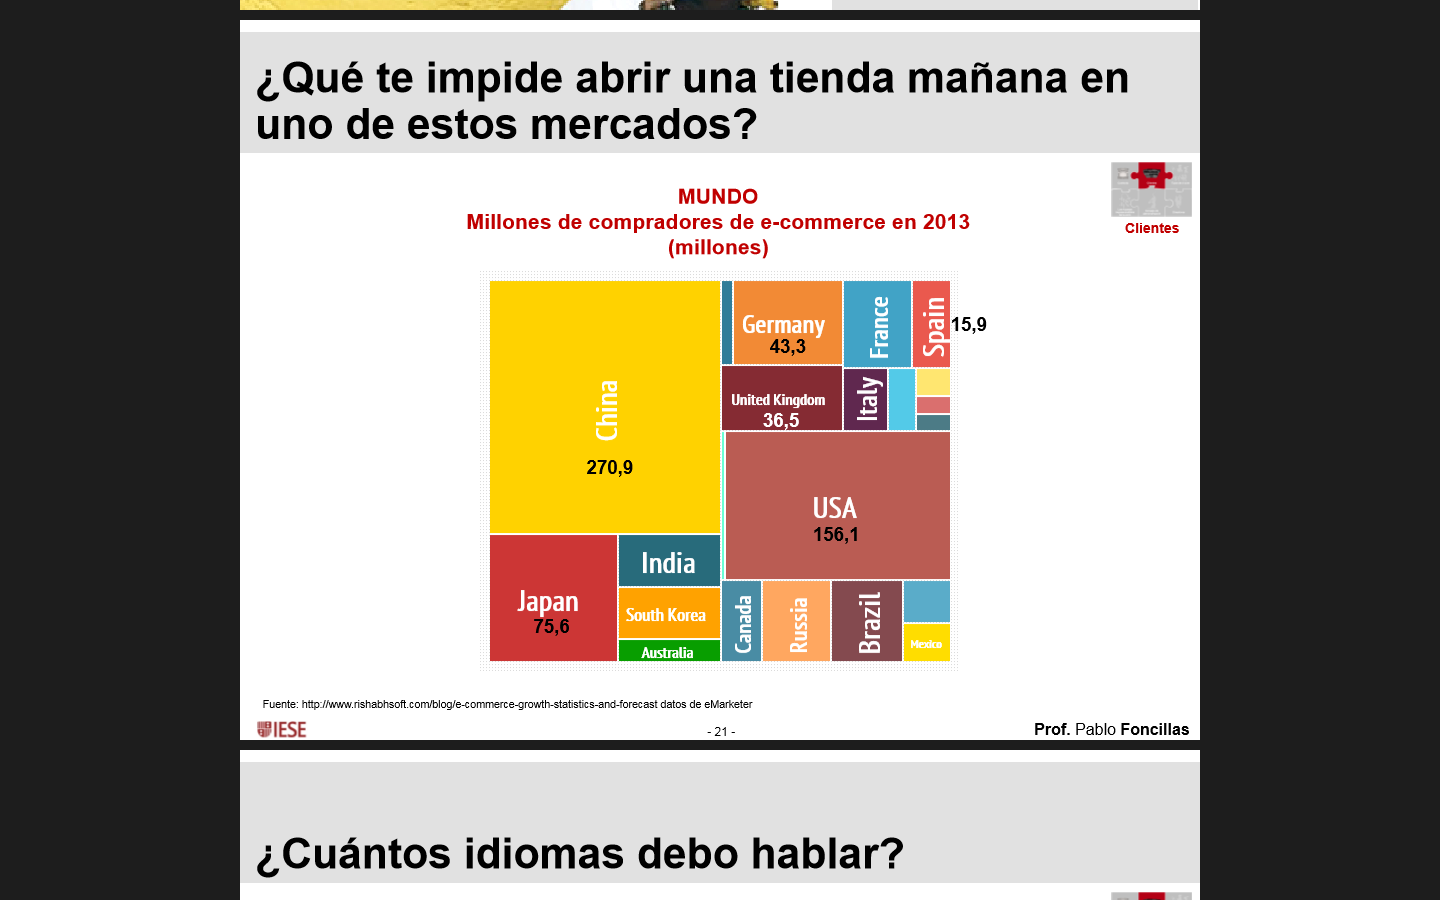 ¿Qué te impide abrir una tienda mañana en
uno de estos mercados?
Clientes
MUNDO
Millones de compradores de e-commerce en 2013
(millones)
China
270,9
Germany
43,3
France
Spain
15,9
United Kingdom
36,5
Italy
USA
156,1
Japan
75,6
India
South Korea
Australia
Canada
Russia
Brazil
Mexico
Fuente: http://www.rishabhsoft.com/blog/e-commerce-growth-statistics-and-forecast datos de eMarketer
IESE
- 21 -
Prof. Pablo Foncillas
¿Cuántos idiomas debo hablar?